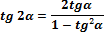 tg 2α = 2tgα / 1 − tg²α